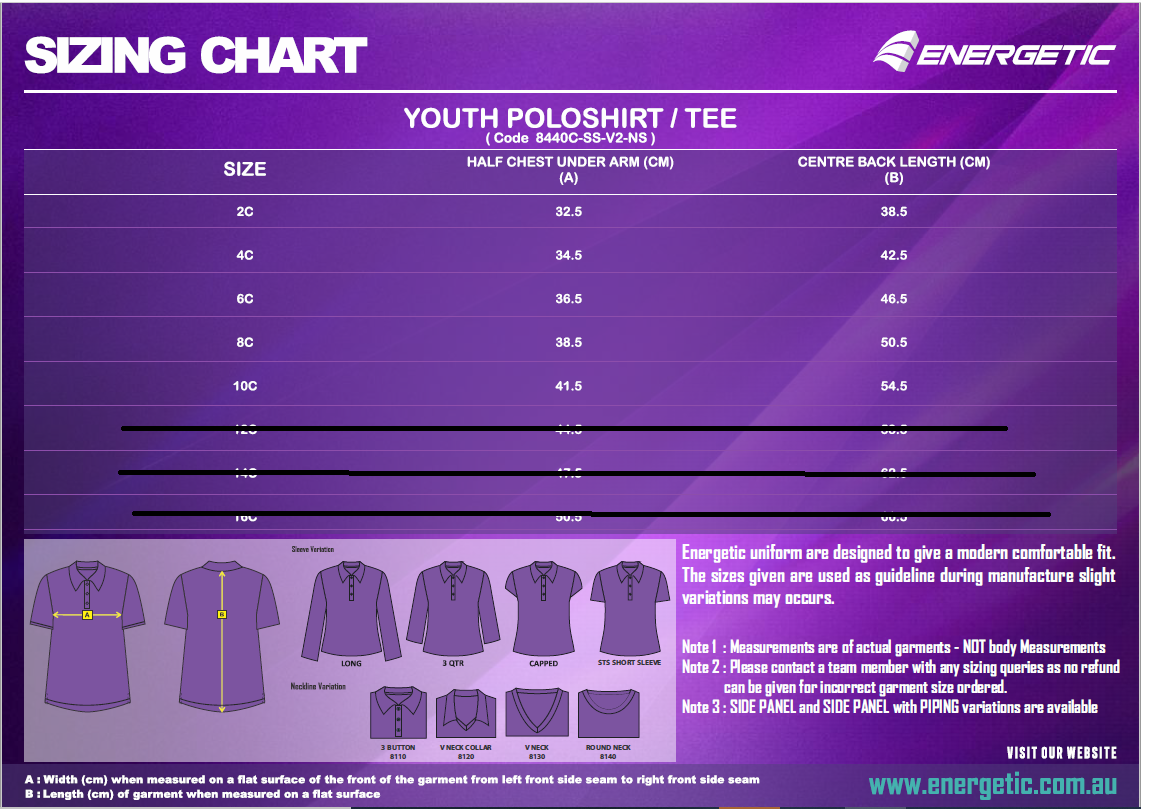 SIZING CHART
ENERGETIC
YOUTH POLOSHIRT / TEE
( Code 8440C-SS-V2-NS )
SIZE HALF CHEST UNDER ARM (CM) CENTRE BACK LENGTH (CM)
(A) (B)
2C 32.5 38.5
4C 34.5 42.5
6C 36.5 46.5
8C 38.5 50.5
10C 41.5 54.5
12C
14C 47.5 62.5
16C 50.5
Sleeve Variation
A B
LONG 3 QTR CAPPED STS SHORT SLEEVE
Neckline Variation
3 BUTTON V NECK COLLAR V NECK ROUND NECK
8110 8120 8130 8140
Energetic uniform are designed to give a modern comfortable fit.
The sizes given are used as guideline during manufacture slight
variations may occurs.
Note 1 : Measurements are of actual garments - NOT body Measurements
Note 2 : Please contact a team member with any sizing queries as no refund
can be given for incorrect garment size ordered.
Note 3 : SIDE PANEL and SIDE PANEL with PIPING variations are available
VISIT OUR WEBSITE
www.energetic.com.au
A : Width (cm) when measured on a flat surface of the front of the garment from left front side seam to right front side seam
B : Length (cm) of garment when measured on a flat surface